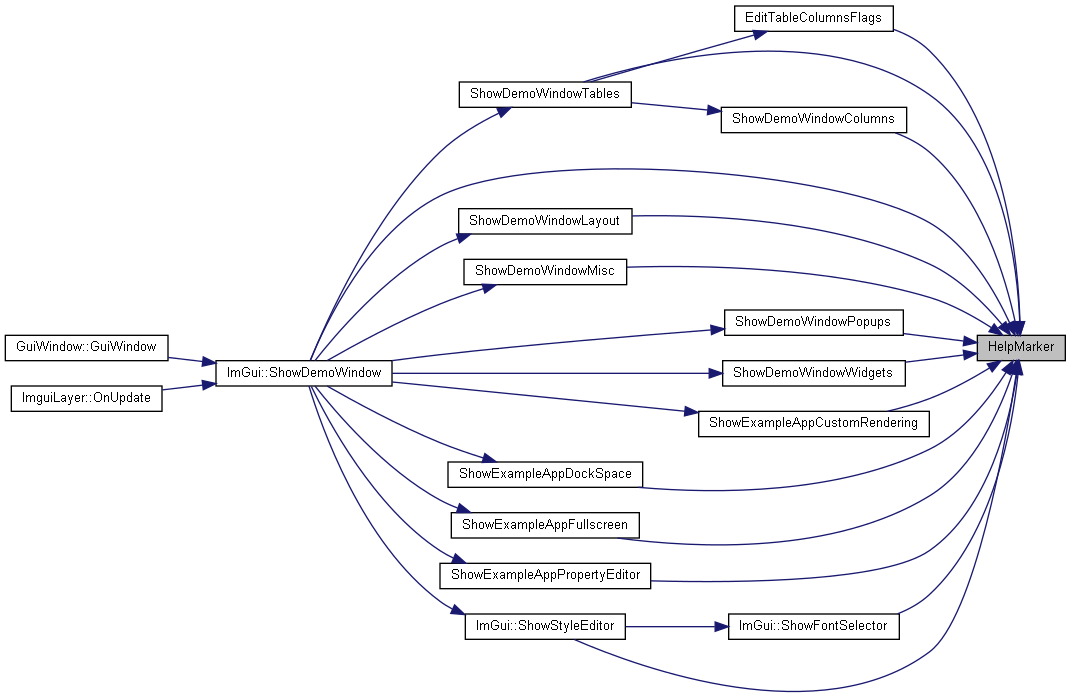 EditTableColumnsFlags
ShowDemoWindowTables
ShowDemoWindowColumns
ShowDemoWindowLayout
ShowDemoWindowMisc
ShowDemoWindowPopups
HelpMarker
GuiWindow::GuiWindow
ImGui::ShowDemoWindow
ShowDemoWindowWidgets
ImguiLayer::OnUpdate
ShowExampleAppCustomRendering
ShowExampleAppDockSpace
ShowExampleAppFullscreen
ShowExampleAppPropertyEditor
ImGui::ShowStyleEditor
ImGui::ShowFontSelector